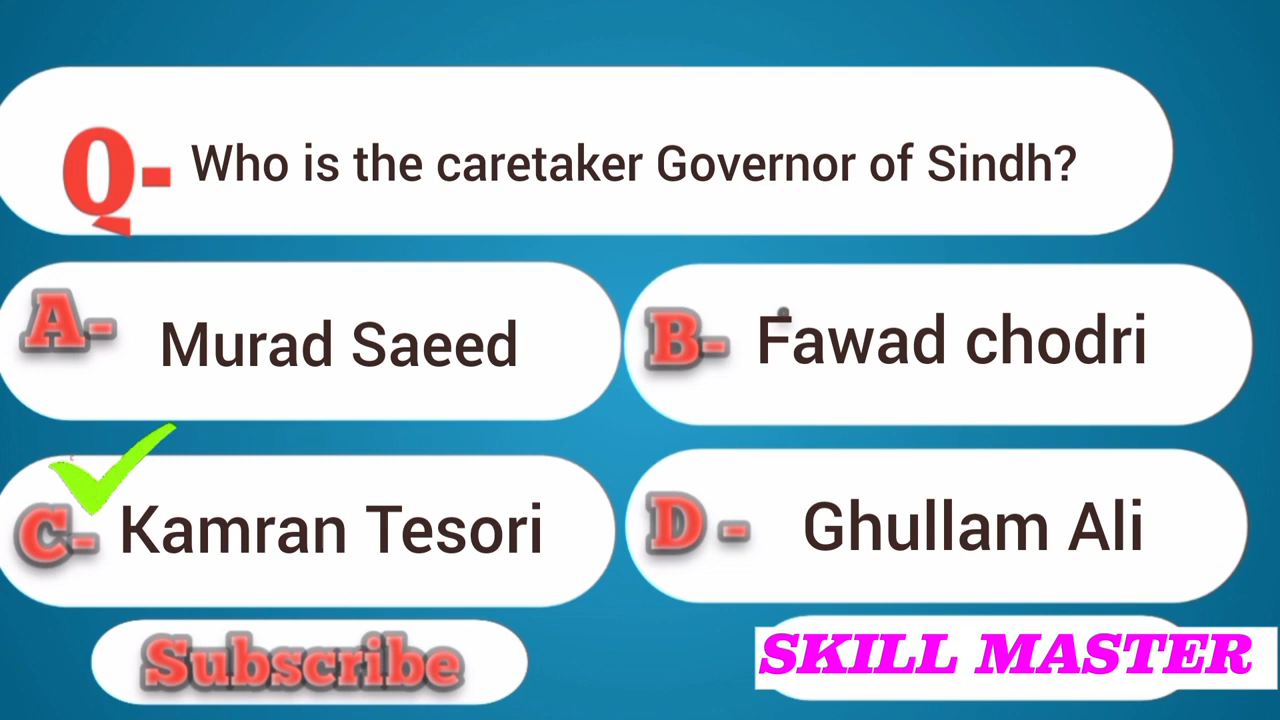 Q- Who is the caretaker Governor of Sindh?
A- Murad Saeed
B- Fawad chodri
C- Kamran Tesori
D - Ghullam Ali
Subscribe
SKILL MASTER